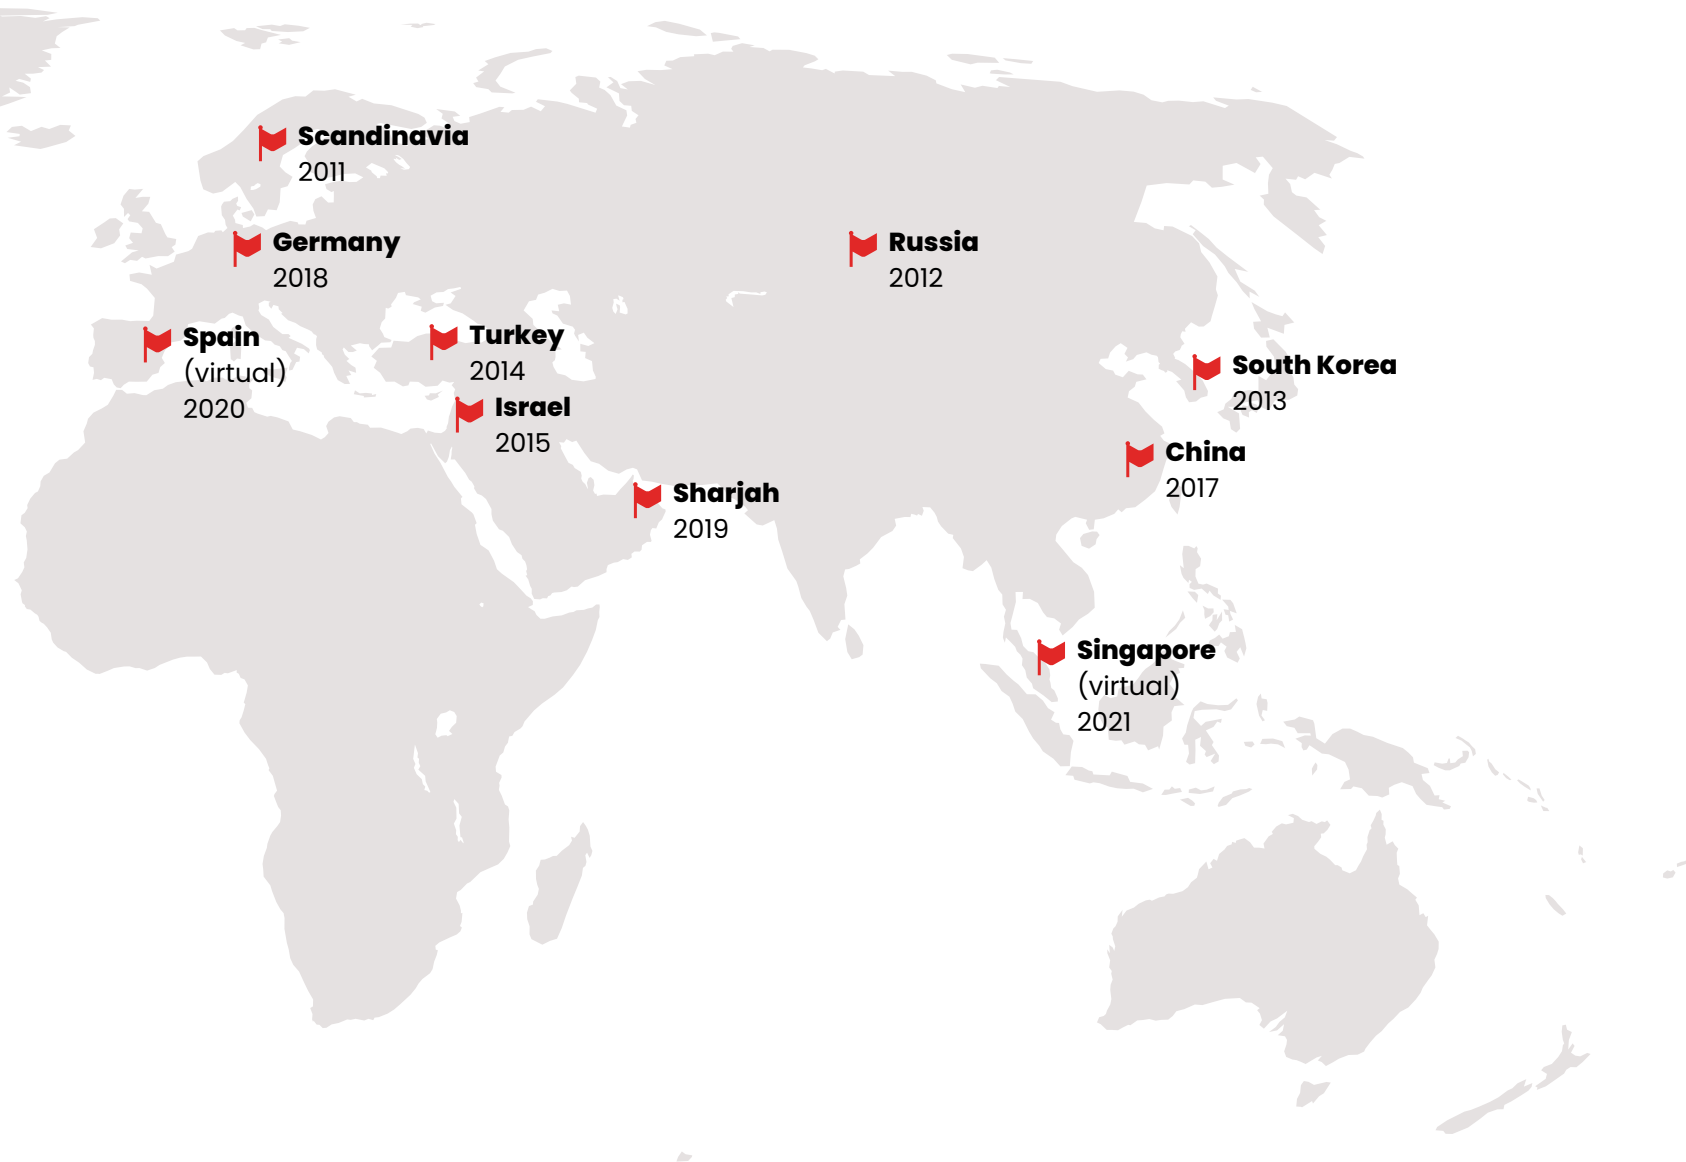 Scandinavia
2011
Germany
2018
Russia
2012
Spain
(virtual)
2020
Turkey
2014
South Korea
2013
Israel
2015
China
2017
Sharjah
2019
Singapore
(virtual)
2021